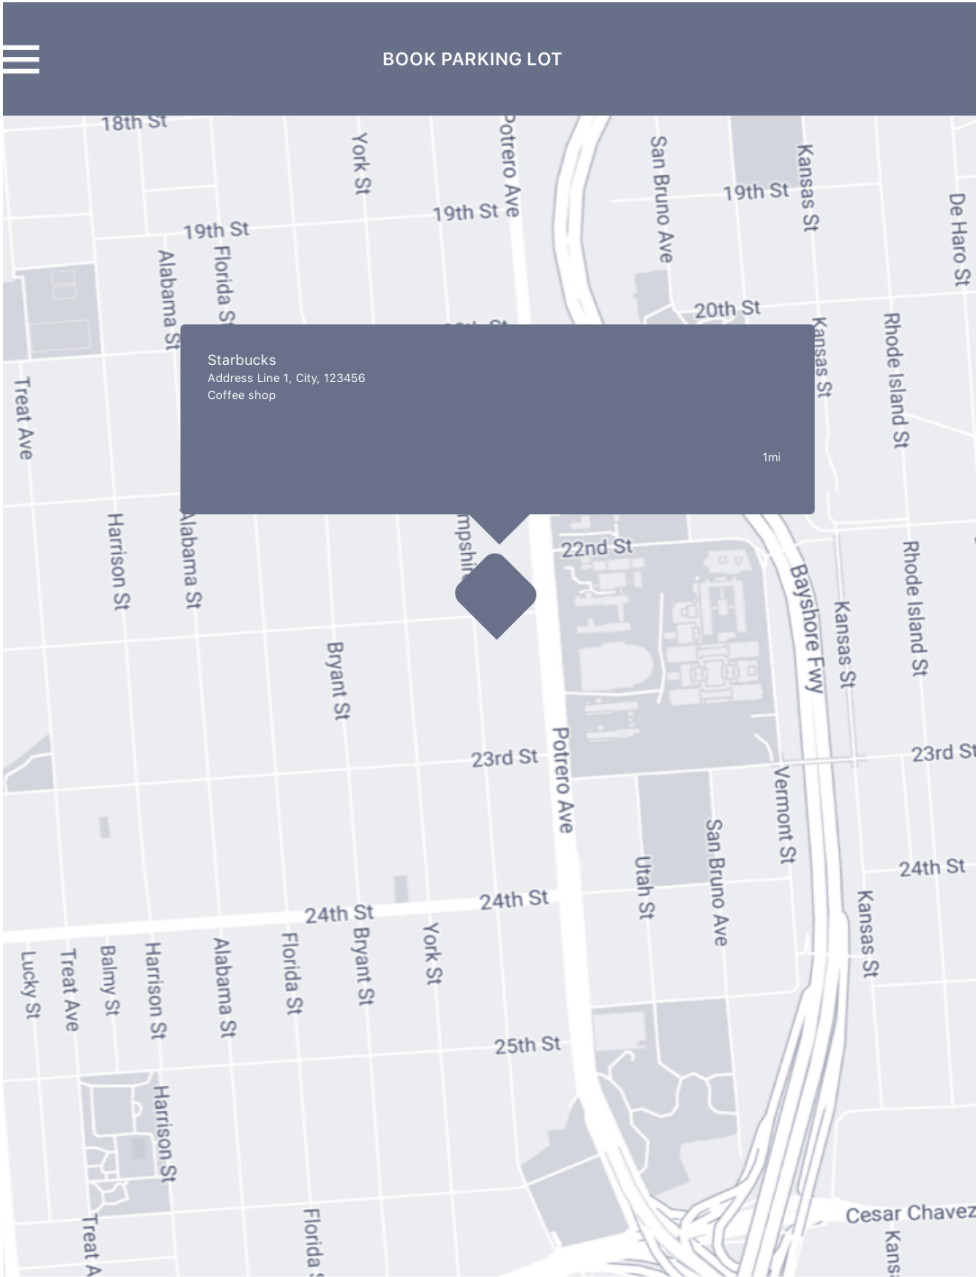 BOOK PARKING LOT
18th St
York St
Potrero Ave
San Bruno Ave
Kansas St
19th St
19th St
19th St
De Haro St
Alabama St
Florida St
20th St
Kansas St
Rhode Island St
Treat Ave
Starbucks
Address Line 1, City, 123456
Coffee shop
1mi
Harrison St
Alabama St
22nd St
Bayshore Fwy
Kansas St
Rhode Island St
Bryant St
23rd St
Potrero Ave
23rd St
Vermont St
San Bruno Ave
Utah St
24th St
24th St
24th St
Kansas St
Lucky St
Treat Ave
Balmy St
Harrison St
Alabama St
Florida St
Bryant St
York St
25th St
Harrison St
Treat A
Florida S
Cesar Chavez
Kans